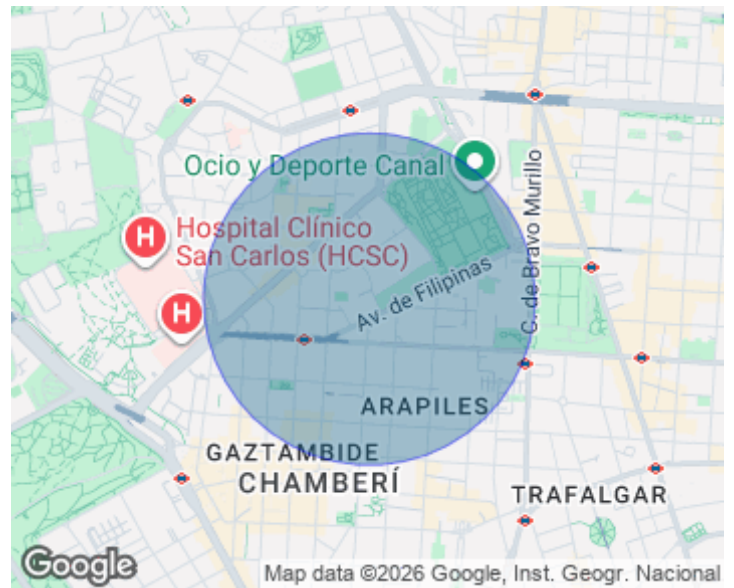 Ocio y Deporte Canal
H
Hospital Clínico
San Carlos (HCSC)
C. de Bravo Murillo
Av. de Filipinas
H
ARAPILES
GAZTAMBIDE
CHAMBERÍ
TRAFALGAR
Google
Map data ©2026 Google, Inst. Geogr. Nacional